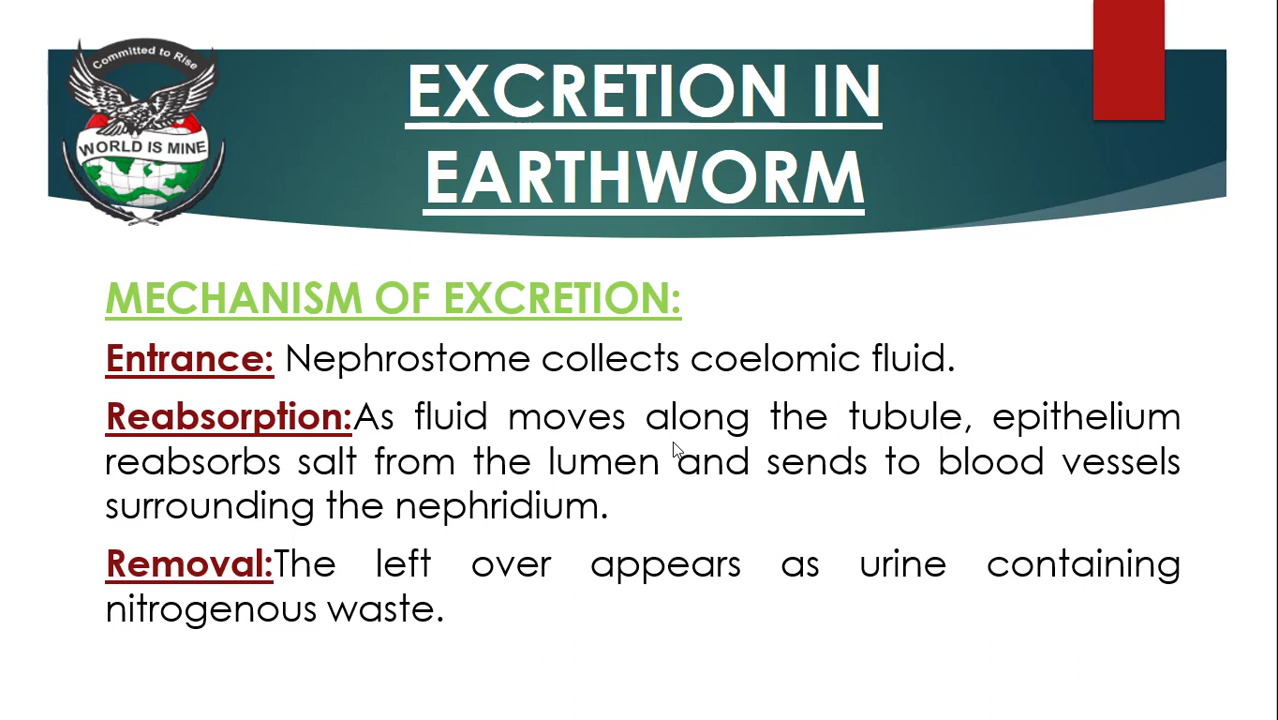 Committed to Rise
WORLD IS MINE
EXCRETION IN
EARTHWORM
MECHANISM OF EXCRETION:
Entrance: Nephrostome collects coelomic fluid.
Reabsorption:As fluid moves along the tubule, epithelium
reabsorbs salt from the lumen and sends to blood vessels
surrounding the nephridium.
Removal:The left over appears as urine containing
nitrogenous waste.